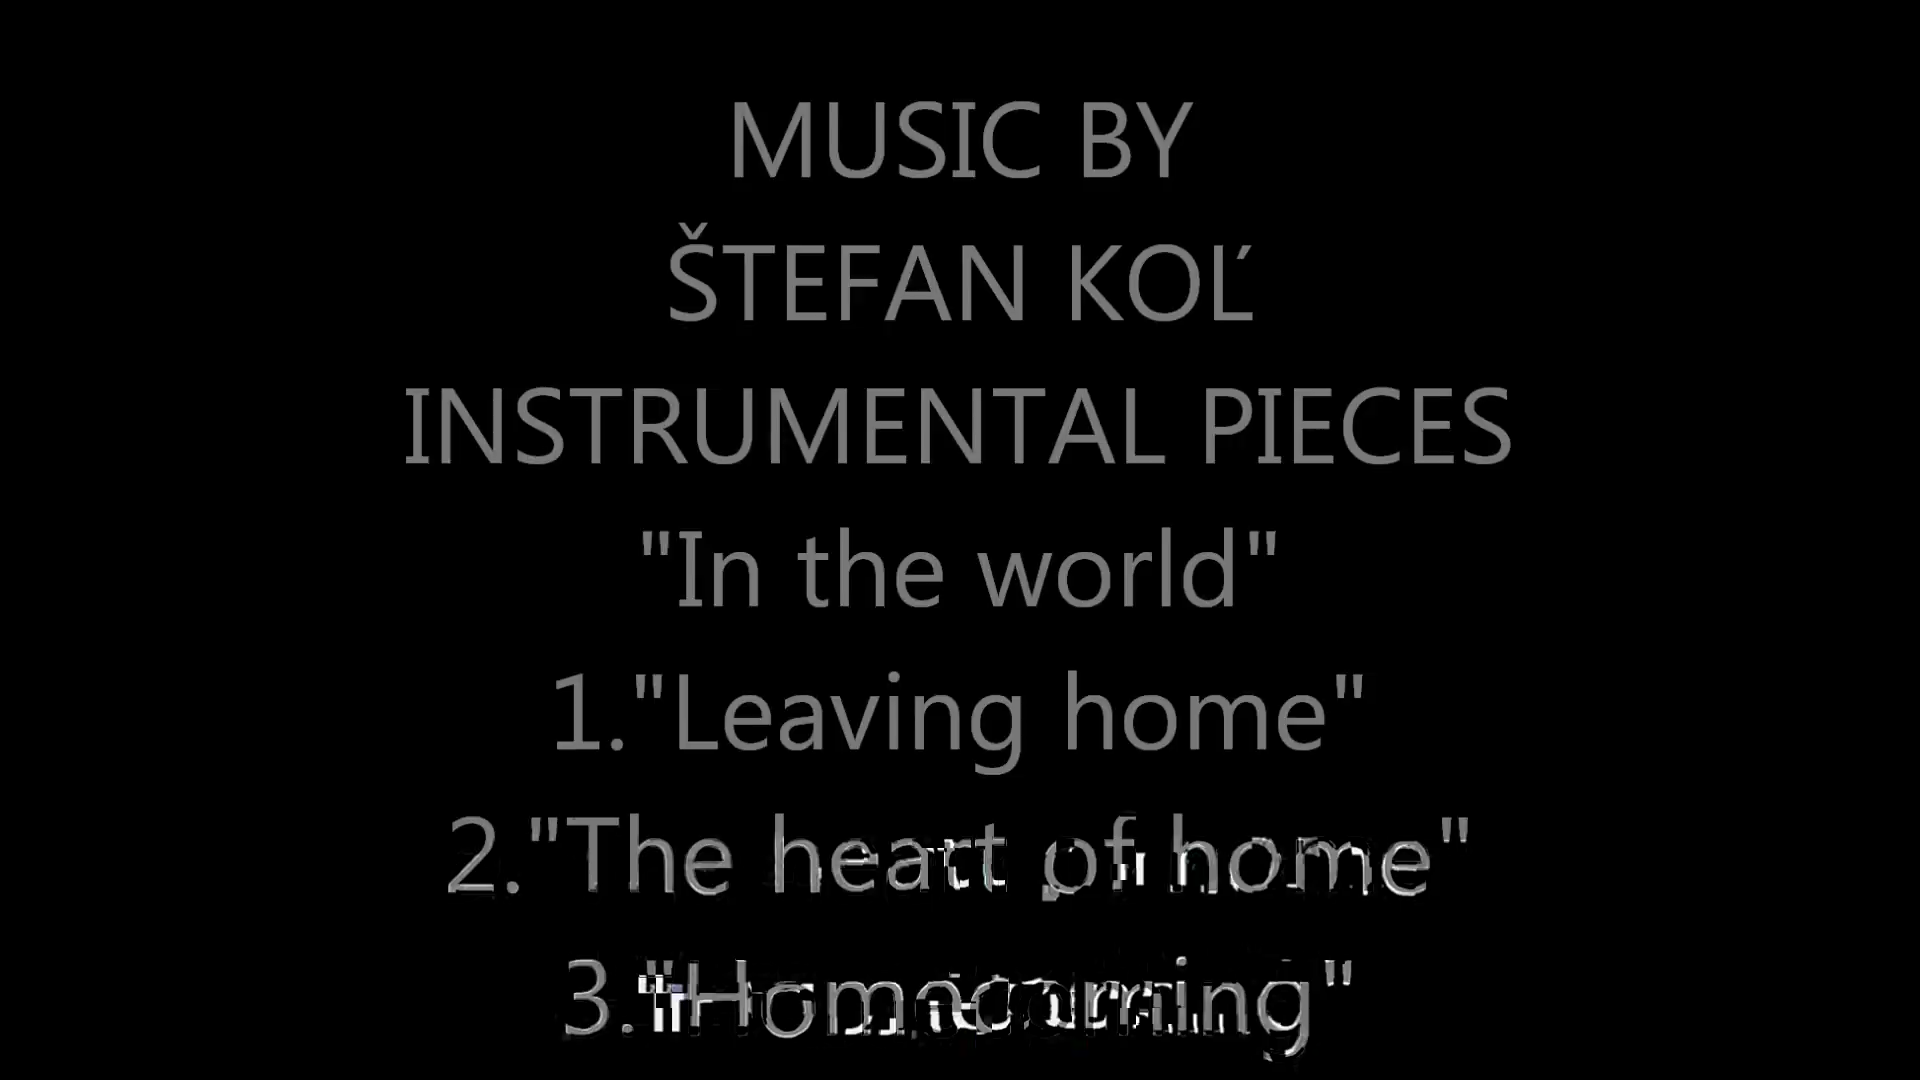 MUSIC BY
ŠTEFAN KOĽ
INSTRUMENTAL PIECES
"In the world"
1."Leaving home"
2."The heart of home"
3."Homecoming"